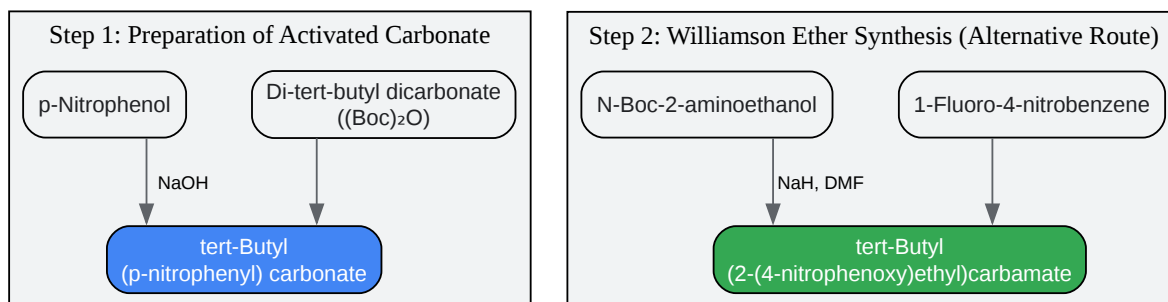 Step 1: Preparation of Activated Carbonate
p-Nitrophenol
Di-tert-butyl dicarbonate
((Boc)₂O)
NaOH
tert-Butyl
(p-nitrophenyl) carbonate
Step 2: Williamson Ether Synthesis (Alternative Route)
N-Boc-2-aminoethanol
1-Fluoro-4-nitrobenzene
NaH, DMF
tert-Butyl
(2-(4-nitrophenoxy)ethyl)carbamate